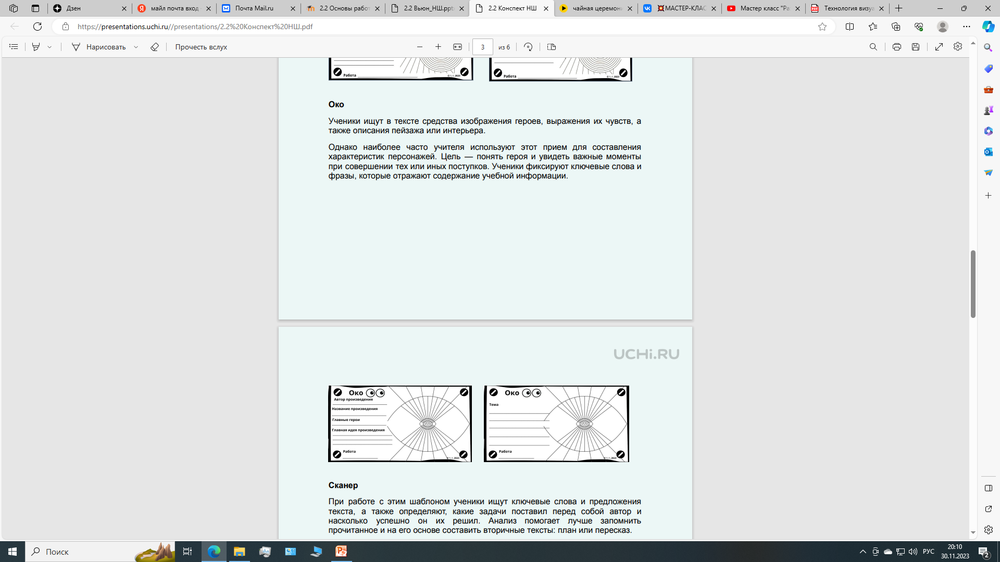 Дзен
майл почта вход
Почта Mail.ru
2.2 Основы работ
2.2 Вьюн_НШ.ppt
2.2 Конспект НШ
чайная церемон
МАСТЕР-КЛАС
Мастер класс "Ра
Технология визуа
https://presentations.uchi.ru//presentations/2.2%20Конспект%20НШ.pdf
Нарисовать
Прочесть вслух
3
из 6
Работа
2023
Работа
2023
Око
Ученики ищут в тексте средства изображения героев, выражения их чувств, а
также описания пейзажа или интерьера.
Однако наиболее часто учителя используют этот прием для составления
характеристик персонажей. Цель — понять героя и увидеть важные моменты
при совершении тех или иных поступков. Ученики фиксируют ключевые слова и
фразы, которые отражают содержание учебной информации.
UCHi.RU
Око
Автор произведения
Название произведения
Главные герои
Главная идея произведения
Работа
2023
Око
Тема
Работа
2023
Сканер
При работе с этим шаблоном ученики ищут ключевые слова и предложения
текста, а также определяют, какие задачи поставил перед собой автор и
насколько успешно он их решил. Анализ помогает лучше запомнить
прочитанное и на его основе составить вторичные тексты: план или пересказ.
Поиск
РУС
20:10
30.11.2023
2